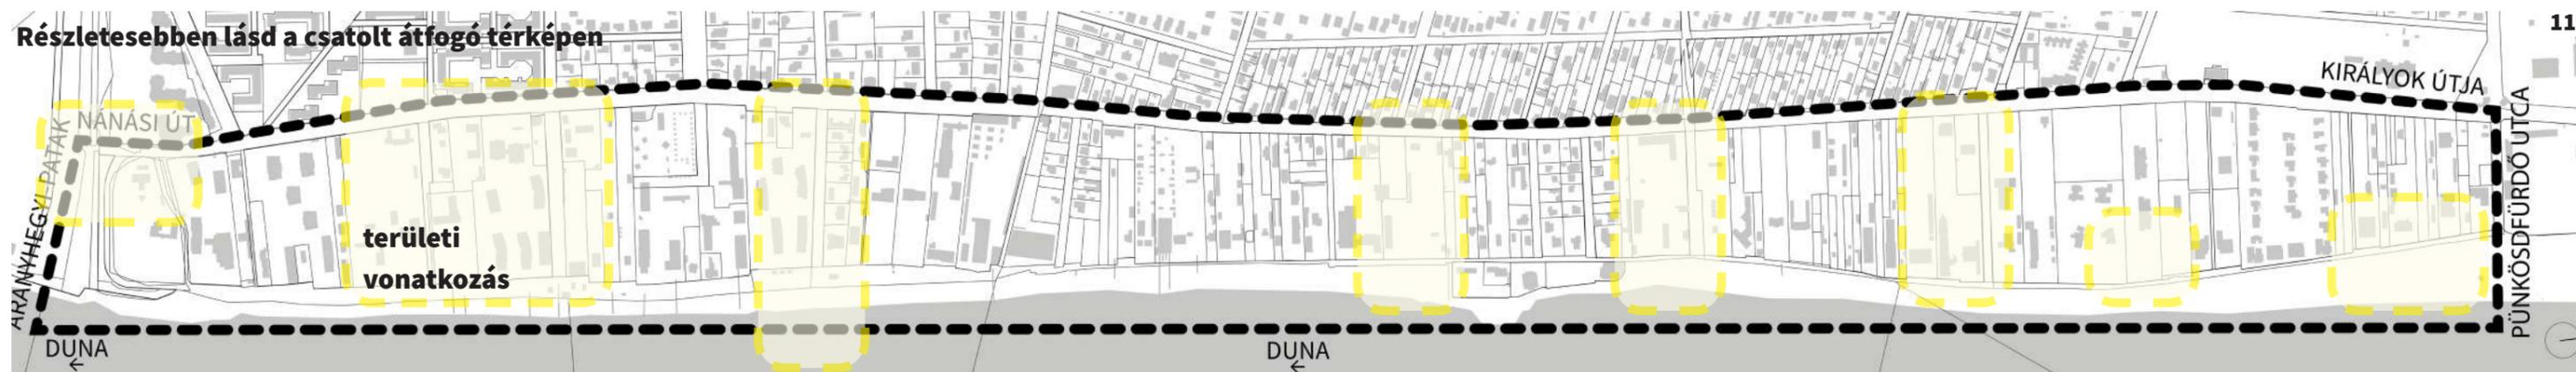 Részletesebben lásd a csatolt átfogó térképen
11
KIRÁLYOK ÚTJA
NÁNÁSI ÚT
ARANYHEGYI PATAK
PÜNKÖSDFÜRDŐ UTCA
területi
vonatkozás
DUNA
←
DUNA
←